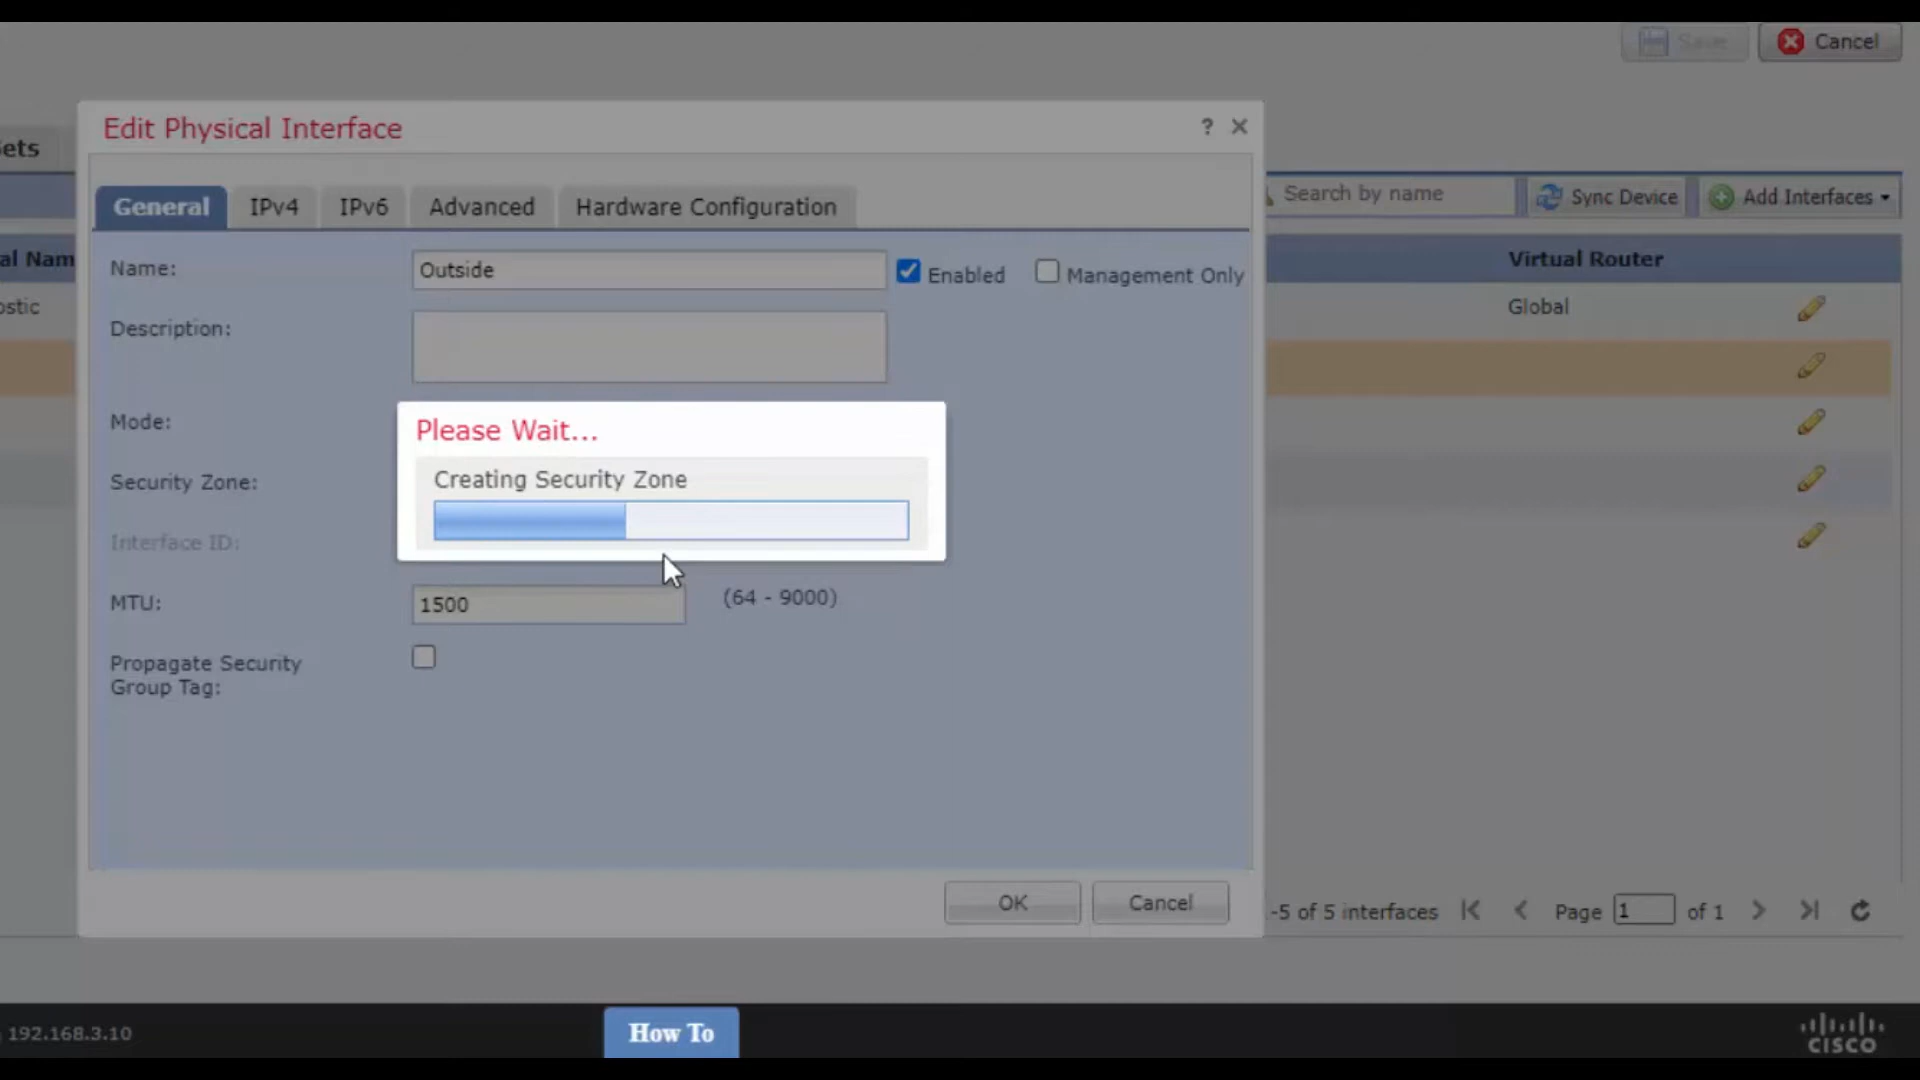 Save
Cancel
Edit Physical Interface
?
ets
General
IPv4
IPv6
Advanced
Hardware Configuration
Search by name
Sync Device
Add Interfaces
al Nam
Virtual Router
Name:
Outside
Enabled
Management Only
ostic
Global
Description:
Mode:
Please Wait...
Creating Security Zone
Security Zone:
Interface ID:
MTU:
1500
(64 - 9000)
Propagate Security
Group Tag:
OK
Cancel
-5 of 5 interfaces
Page
1
of 1
192.168.3.10
How To
CISCO